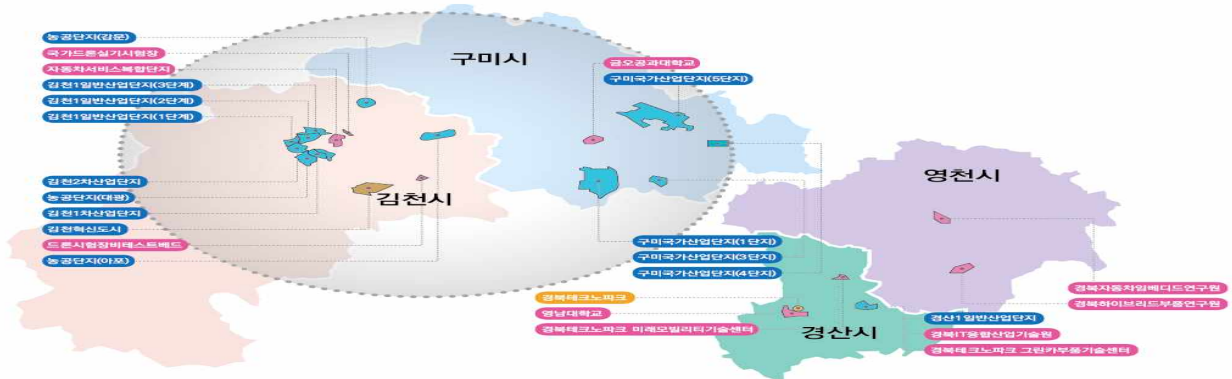 농공단지(감문)
국가드론실기시험장
자동차서비스복합단지
김천1일반산업단지(3단계)
김천1일반산업단지(2단계)
김천1일반산업단지(1단계)
김천2차산업단지
농공단지(대광)
김천1차산업단지
김천혁신도시
드론시험장비테스트베드
농공단지(아포)
구미시
김천시
금오공과대학교
구미국가산업단지(5단지)
구미국가산업단지(1단지)
구미국가산업단지(3단지)
구미국가산업단지(4단지)
영천시
경북자동차임베디드연구원
경북하이브리드부품연구원
경북테크노파크
영남대학교
경북테크노파크 미래모빌리티기술센터
경산시
경산1일반산업단지
경북IT융합산업기술원
경북테크노파크 그린카부품기술센터